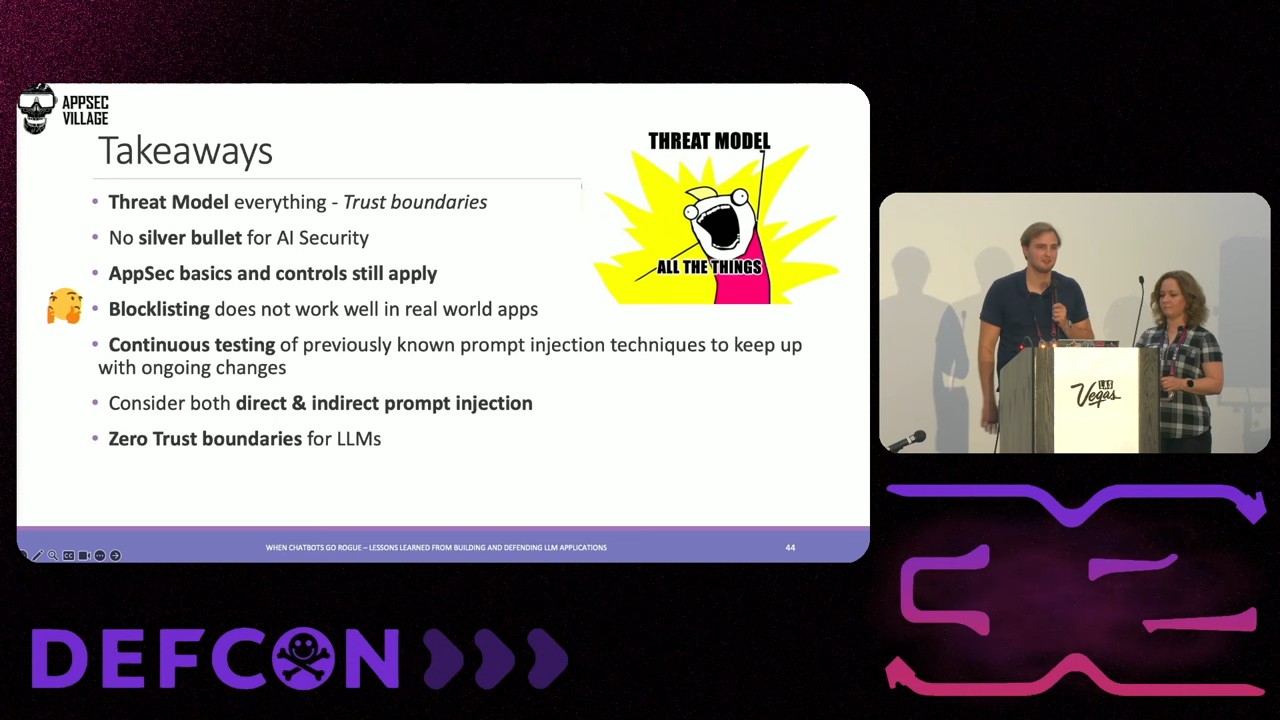 APPSEC
VILLAGE
Takeaways
THREAT MODEL
ALL THE THINGS
• Threat Model everything - Trust boundaries
• No silver bullet for AI Security
• AppSec basics and controls still apply
• Blocklisting does not work well in real world apps
• Continuous testing of previously known prompt injection techniques to keep up
with ongoing changes
• Consider both direct & indirect prompt injection
• Zero Trust boundaries for LLMs
WHEN CHATBOTS GO ROGUE – LESSONS LEARNED FROM BUILDING AND DEFENDING LLM APPLICATIONS
44
LAS
Vegas
DEFCON